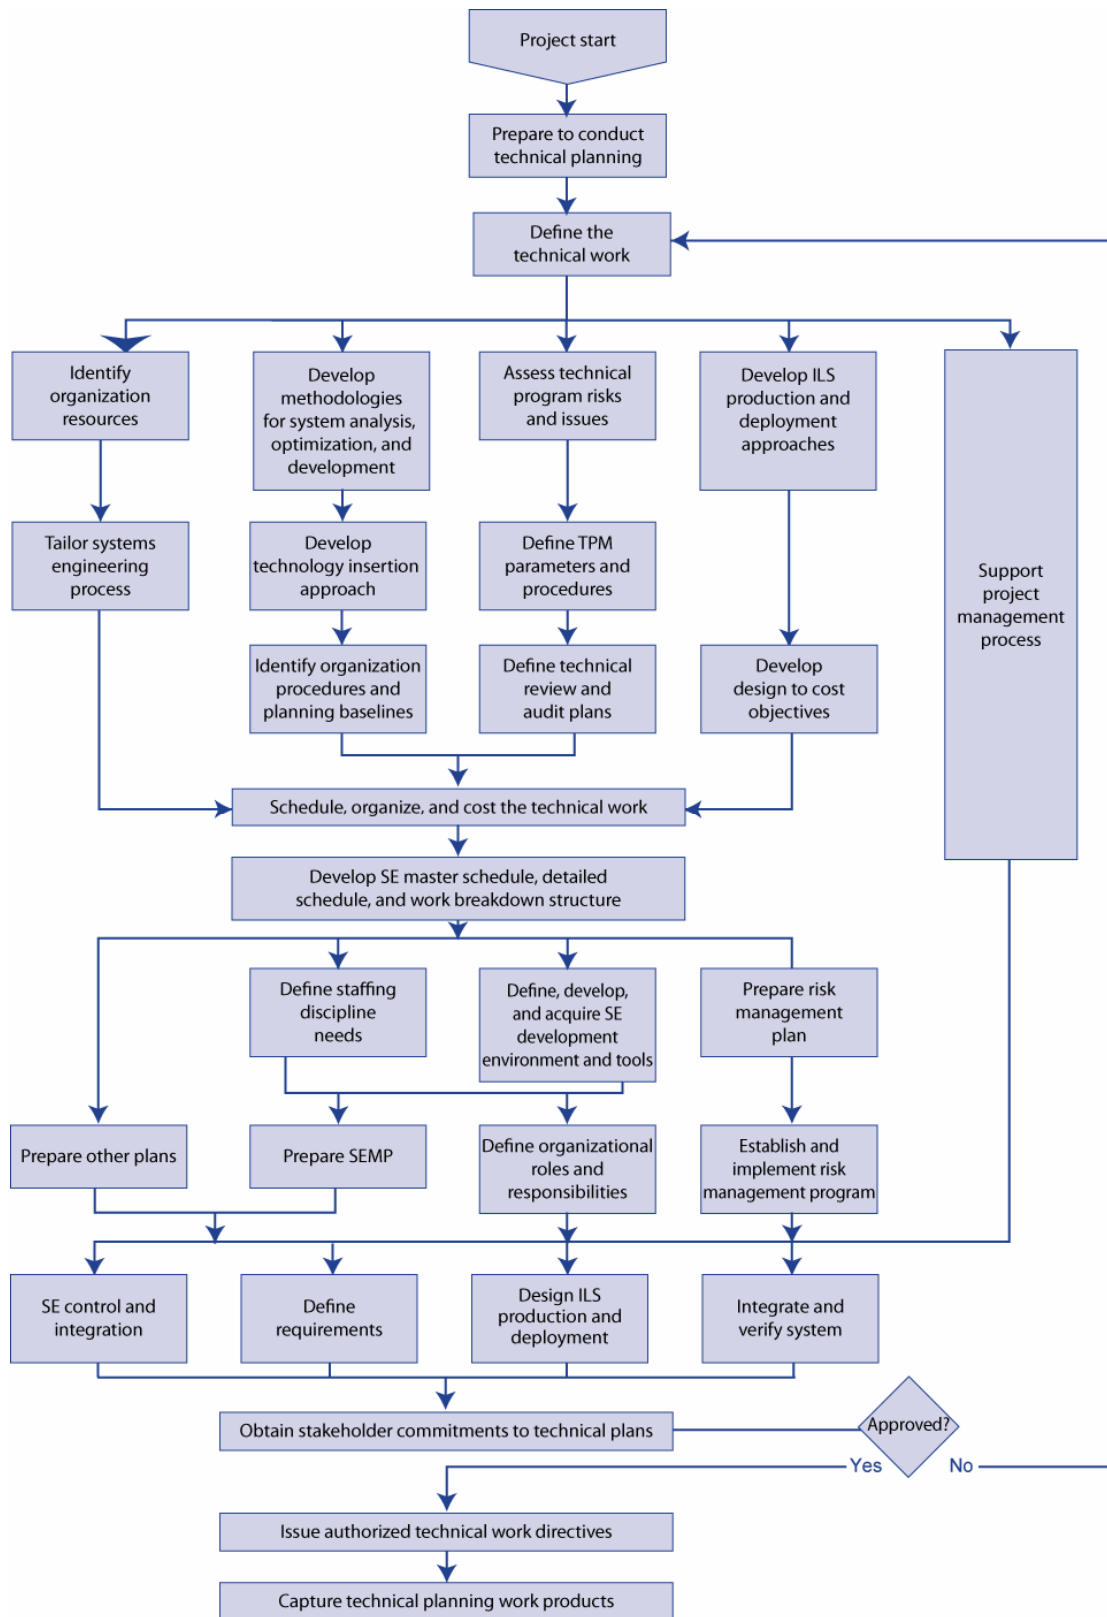 Project start
Prepare to conduct
technical planning
Define the
technical work
Identify
organization
resources
Develop
methodologies
for system analysis,
optimization, and
development
Assess technical
program risks
and issues
Develop ILS
production and
deployment
approaches
Tailor systems
engineering
process
Develop
technology insertion
approach
Define TPM
parameters and
procedures
Support
project
management
process
Identify organization
procedures and
planning baselines
Define technical
review and
audit plans
Develop
design to cost
objectives
Schedule, organize, and cost the technical work
Develop SE master schedule, detailed
schedule, and work breakdown structure
Define staffing
discipline
needs
Define, develop,
and acquire SE
development
environment and tools
Prepare risk
management
plan
Prepare other plans
Prepare SEMP
Define organizational
roles and
responsibilities
Establish and
implement risk
management program
SE control and
integration
Define
requirements
Design ILS
production and
deployment
Integrate and
verify system
Obtain stakeholder commitments to technical plans
Approved?
Yes
No
Issue authorized technical work directives
Capture technical planning work products